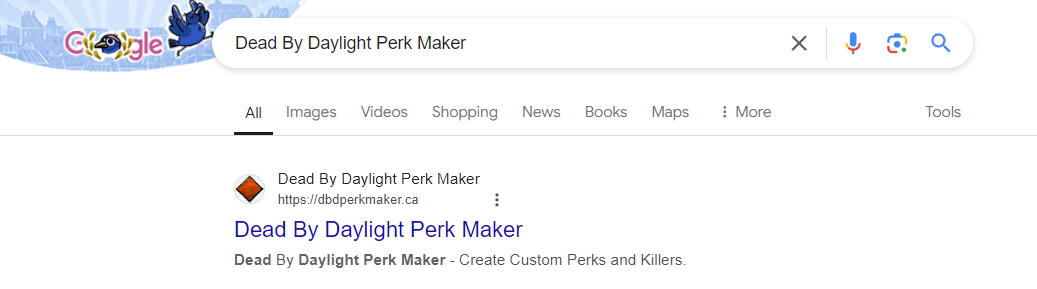 Google
Dead By Daylight Perk Maker
All Images Videos Shopping News Books Maps More Tools
Dead By Daylight Perk Maker
https://dbdperkmaker.ca
Dead By Daylight Perk Maker
Dead By Daylight Perk Maker - Create Custom Perks and Killers.